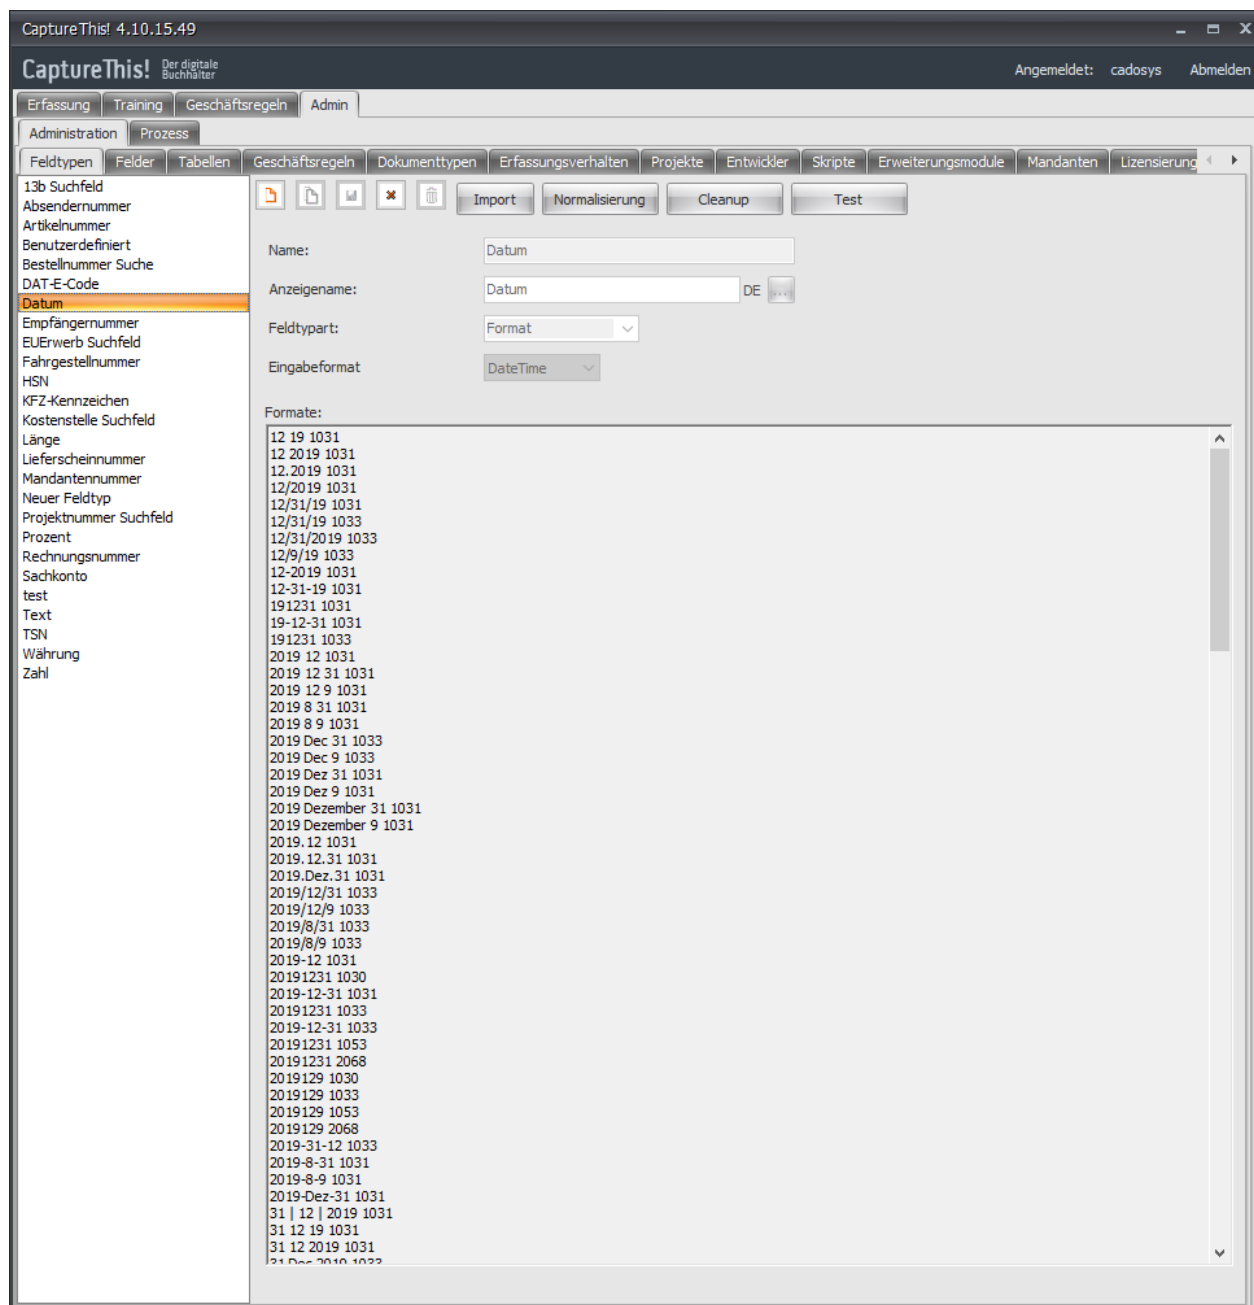 CaptureThis! 4.10.15.49
CaptureThis! Der digitale Buchhalter Angemeldet: cadosys Abmelden
Erfassung Training Geschäftsregeln Admin
Administration Prozess
Feldtypen Felder Tabellen Geschäftsregeln Dokumenttypen Erfassungsverhalten Projekte Entwickler Skripte Erweiterungsmodule Mandanten Lizensierung
13b Suchfeld
Absendernummer
Artikelnummer
Benutzerdefiniert
Bestellnummer Suche
DAT-E-Code
Datum
Empfängernummer
EUErwerb Suchfeld
Fahrgestellnummer
HSN
KFZ-Kennzeichen
Kostenstelle Suchfeld
Länge
Lieferscheinnummer
Mandantennummer
Neuer Feldtyp
Projektnummer Suchfeld
Prozent
Rechnungsnummer
Sachkonto
test
Text
TSN
Währung
Zahl
Import Normalisierung Cleanup Test
Name: Datum
Anzeigename: Datum DE ...
Feldtypart: Format
Eingabeformat DateTime
Formate:
12 19 1031
12 2019 1031
12.2019 1031
12/2019 1031
12/31/19 1031
12/31/19 1033
12/31/2019 1033
12/9/19 1033
12-2019 1031
12-31-19 1031
191231 1031
19-12-31 1031
191231 1033
2019 12 1031
2019 12 31 1031
2019 12 9 1031
2019 8 31 1031
2019 8 9 1031
2019 Dec 31 1033
2019 Dec 9 1033
2019 Dez 31 1031
2019 Dez 9 1031
2019 Dezember 31 1031
2019 Dezember 9 1031
2019.12 1031
2019.12.31 1031
2019.Dez.31 1031
2019/12/31 1033
2019/12/9 1033
2019/8/31 1033
2019/8/9 1033
2019-12 1031
20191231 1030
2019-12-31 1031
20191231 1033
2019-12-31 1033
20191231 1053
20191231 2068
2019129 1030
2019129 1033
2019129 1053
2019129 2068
2019-31-12 1033
2019-8-31 1031
2019-8-9 1031
2019-Dez-31 1031
31 | 12 | 2019 1031
31 12 19 1031
31 12 2019 1031
31 Dec 2019 1033